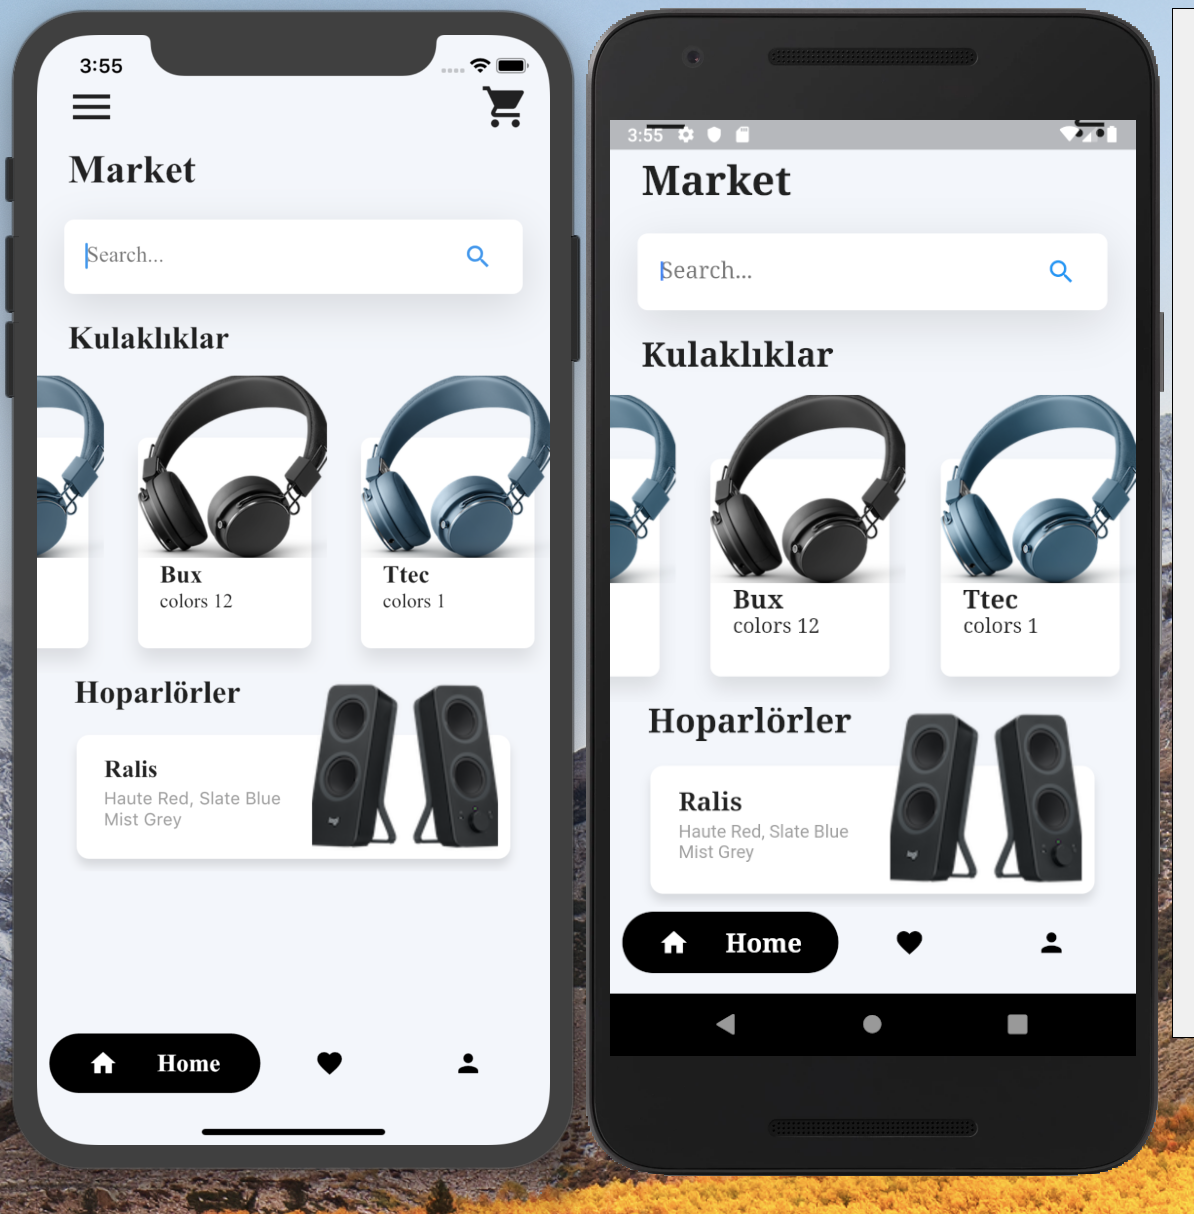 3:55
Market
Search...
Kulaklıklar
Bux
colors 12
Ttec
colors 1
Hoparlörler
Ralis
Haute Red, Slate Blue
Mist Grey
Home
3:55
Market
Search...
Kulaklıklar
Bux
colors 12
Ttec
colors 1
Hoparlörler
Ralis
Haute Red, Slate Blue
Mist Grey
Home